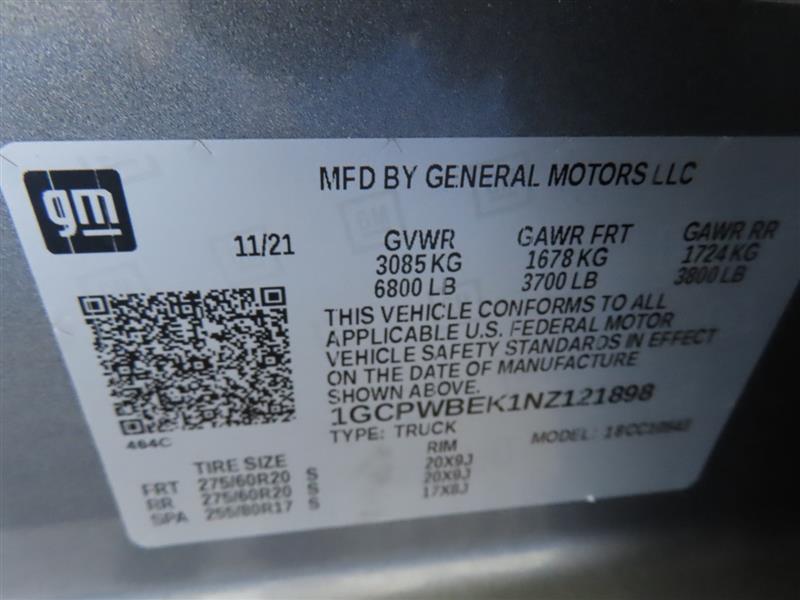 gm
MFD BY GENERAL MOTORS LLC
11/21
GVWR GAWR FRT GAWR RR
3085 KG 1678 KG 1724 KG
6800 LB 3700 LB 3800 LB
THIS VEHICLE CONFORMS TO ALL
APPLICABLE U.S. FEDERAL MOTOR
VEHICLE SAFETY STANDARDS IN EFFECT
ON THE DATE OF MANUFACTURE
SHOWN ABOVE.
1GCPWBEK1NZ121898
464C
TYPE: TRUCK MODEL:
TIRE SIZE RIM
FRT 275/60R20 S 20X9J
RR 275/60R20 S 20X9J
SPA 255/80R17 S 17X8J